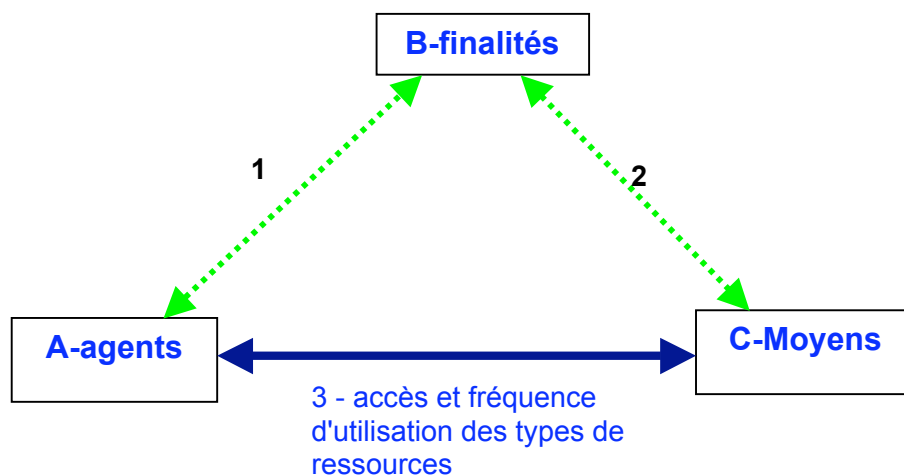 B-finalités
1
2
A-agents
C-Moyens
3 - accès et fréquence
d'utilisation des types de
ressources